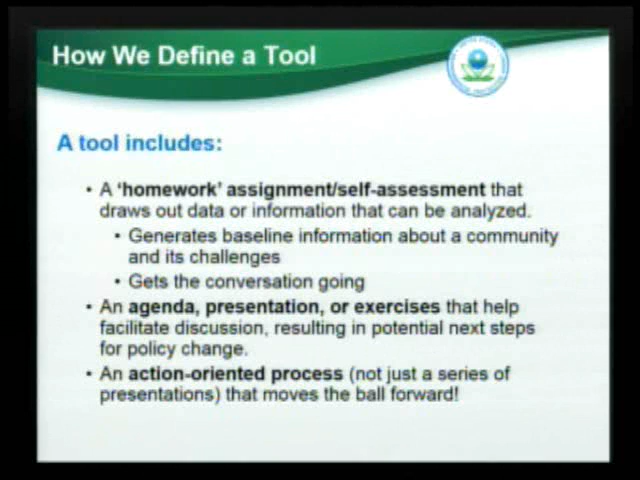 How We Define a Tool
A tool includes:
• A ‘homework’ assignment/self-assessment that
draws out data or information that can be analyzed.
• Generates baseline information about a community
and its challenges
• Gets the conversation going
• An agenda, presentation, or exercises that help
facilitate discussion, resulting in potential next steps
for policy change.
• An action-oriented process (not just a series of
presentations) that moves the ball forward!